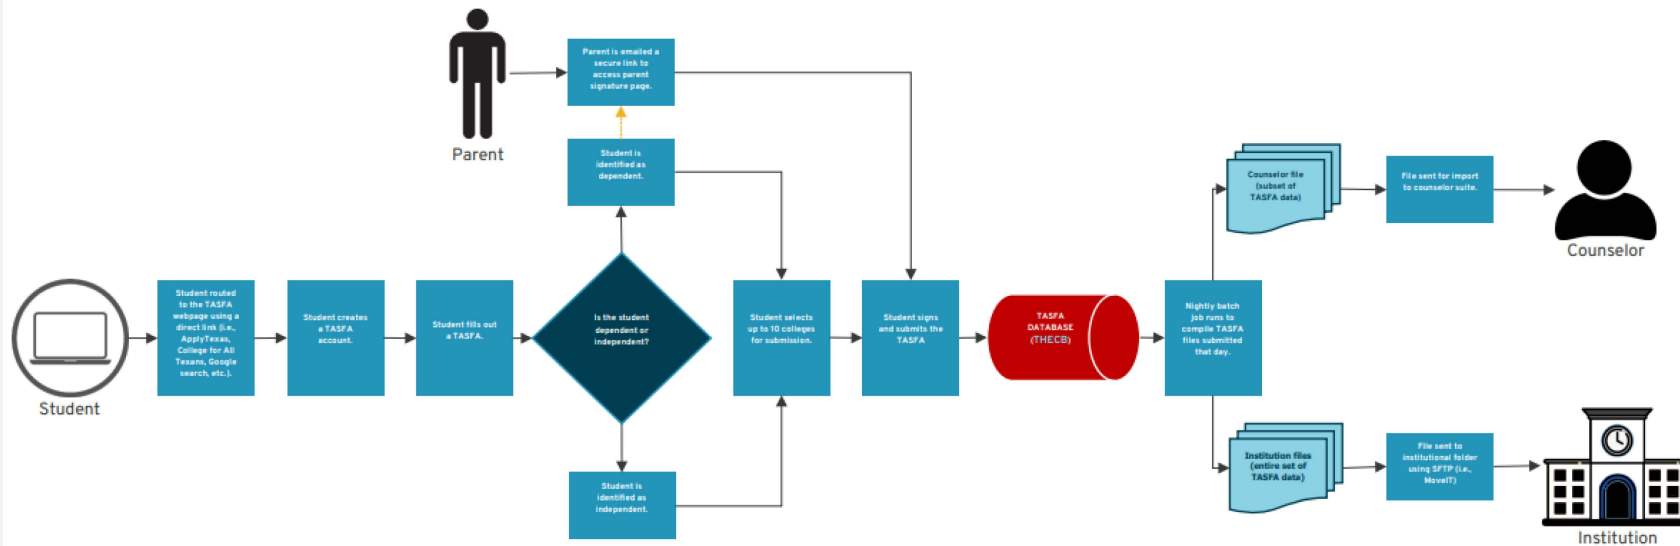 Parent is emailed a
secure link to
access parent
signature page.
Parent
Student is
identified as
dependent.
Student
Student routed
to the TASFA
webpage using a
direct link (i.e.,
ApplyTexas,
College for All
Texans, Google
search, etc.).
Student creates
a TASFA
account.
Student fills out
a TASFA.
Is the student
dependent or
independent?
Student is
identified as
independent.
Student selects
up to 10 colleges
for submission.
Student signs
and submits the
TASFA
TASFA
DATABASE
(THECB)
Nightly batch
job runs to
compile TASFA
files submitted
that day.
Counselor file
(subset of
TASFA data)
File sent for import
to counselor suite.
Counselor
Institution files
(entire set of
TASFA data)
File sent to
institutional folder
using SFTP (i.e.,
MoveIT)
Institution